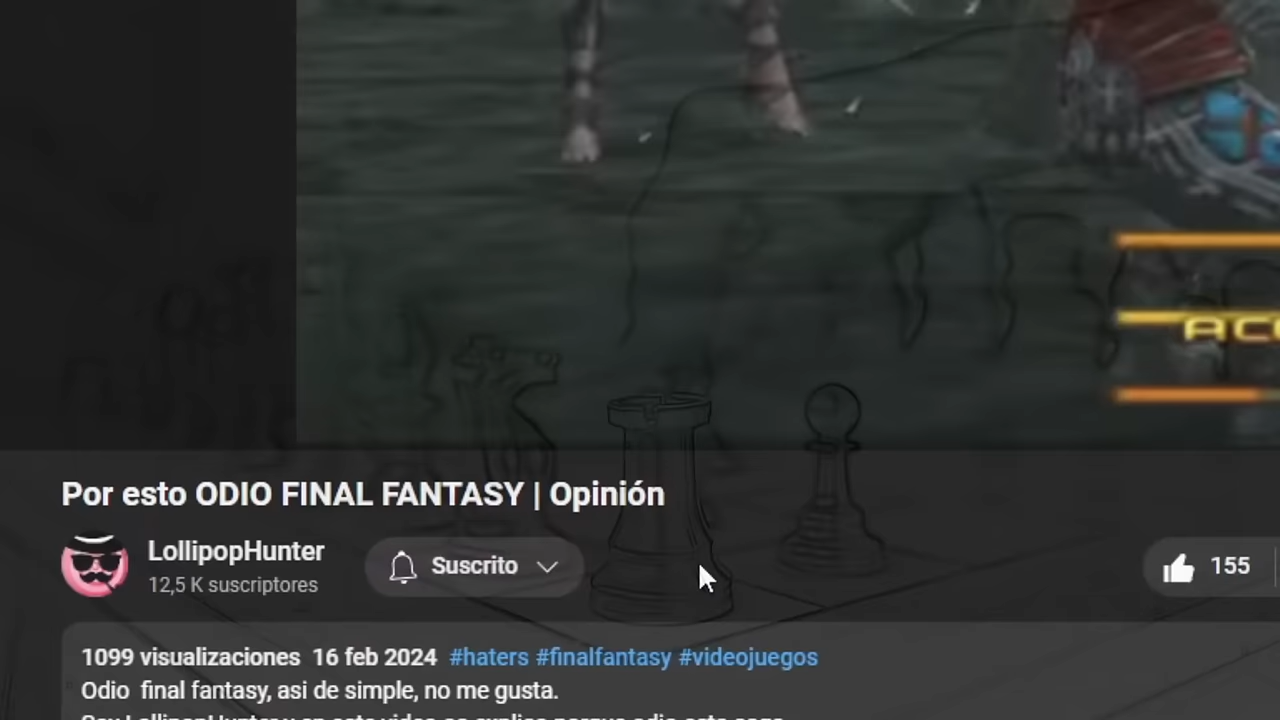 Por esto ODIO FINAL FANTASY | Opinión
LollipopHunter
12,5 K suscriptores
Suscrito
155
1099 visualizaciones 16 feb 2024 #haters #finalfantasy #videojuegos
Odio final fantasy, asi de simple, no me gusta.